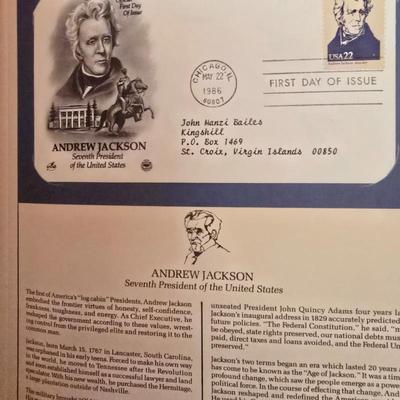 First Day
Of Issue
ANDREW JACKSON
Seventh President
of the United States
CHICAGO, IL
MAY 22
1986
60607
FIRST DAY OF ISSUE
USA22
Andrew Jackson
John Manzi Bailes
Kingshill
P.O. Box 1469
St. Croix, Virgin Islands 00850
ANDREW JACKSON
Seventh President of the United States
The first of America's "log cabin" Presidents, Andrew Jackson
embodied the frontier virtues of honesty, self-confidence,
frankness, toughness, and energy. As Chief Executive, he
reshaped the government according to these values, wrest-
ing control from the privileged elite and restoring it to the
common man.
Jackson, born March 15, 1767 in Lancaster, South Carolina,
was orphaned in his early teens. Forced to make his own way
in the world, he moved to Tennessee after the Revolution
and soon established himself as a successful lawyer and land
speculator. With his new wealth, he purchased the Hermitage,
a large plantation outside of Nashville.
The military
unseated President John Quincy Adams four years la
Jackson's inaugural address in 1829 accurately predicted
future policies. "The Federal Constitution," he said, "m
be obeyed, state rights preserved, our national debts mus
paid, direct taxes and loans avoided, and the Federal Un
preserved."
Jackson's two terms began an era which lasted 20 years a
has come to be known as the "Age of Jackson." It was a time
profound change, which saw the people emerge as a powe
political force. In the course of effecting that change, And
Jackson reshaped and redefined the American